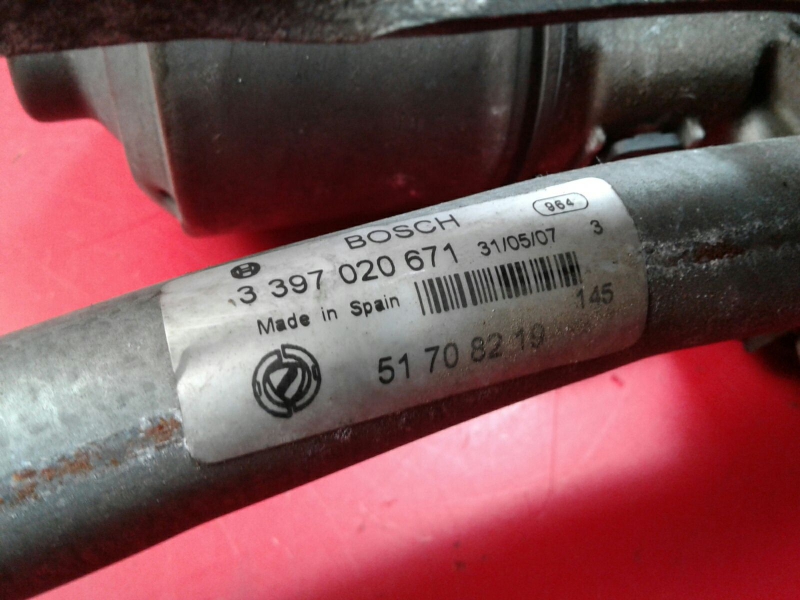 BOSCH 964
3 397 020 671 31/05/07 3
Made in Spain 145
51 70 82 19